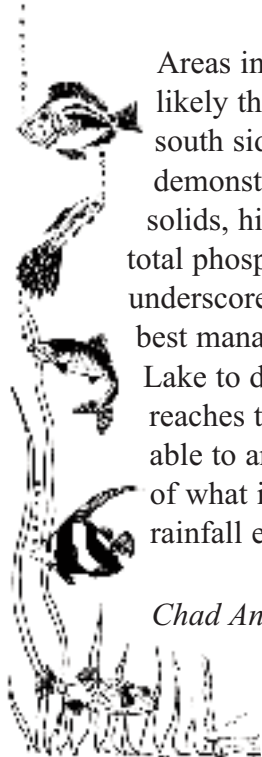 Areas in
likely th
south sid
demonst
solids, hi
total phosp
underscore
best mana
Lake to d
reaches t
able to a
of what i
rainfall e
Chad An